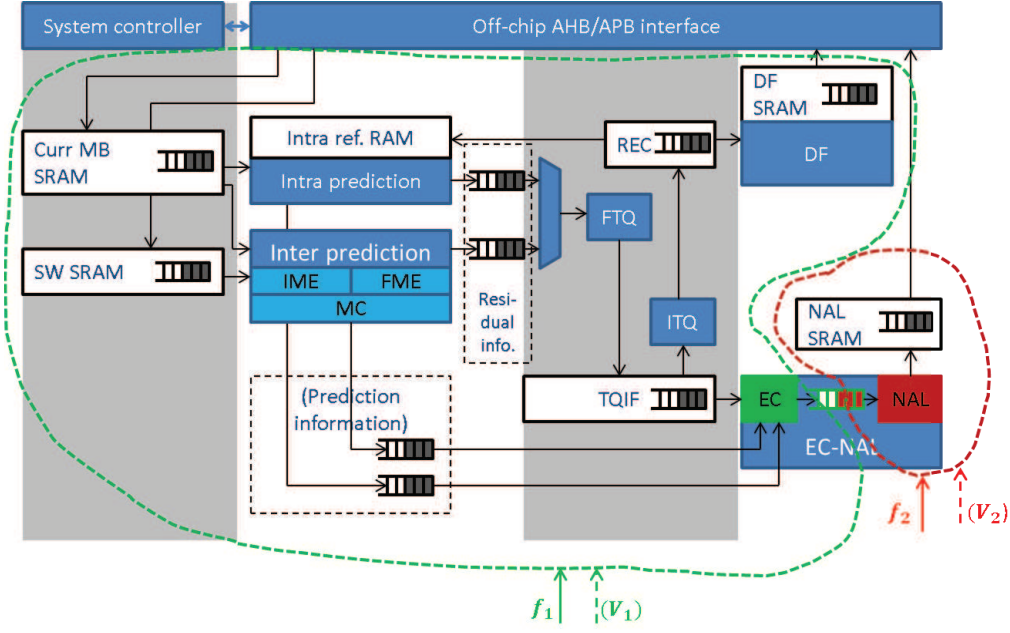 System controller
Off-chip AHB/APB interface
DF
SRAM
DF
Curr MB
SRAM
Intra ref. RAM
Intra prediction
REC
FTQ
Inter prediction
IME
FME
MC
SW SRAM
Resi-
dual
info.
ITQ
NAL
SRAM
(Prediction
information)
TQIF
EC
NAL
EC-NAL
f₂
(V₂)
f₁
(V₁)